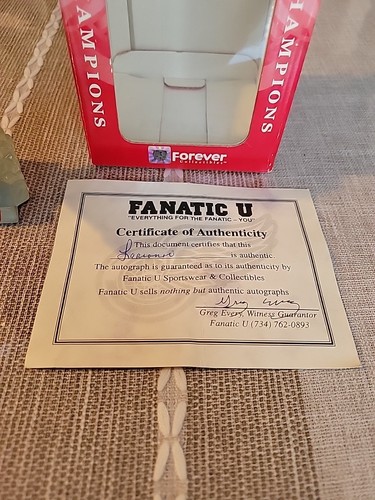 AMPIONS
HAMPIONS
Forever
Collectibles
FANATIC U
"EVERYTHING FOR THE FANATIC - YOU"
Certificate of Authenticity
This document certifies that this
is authentic
The autograph is guaranteed as to its authenticity by
Fanatic U Sportswear & Collectibles
Fanatic U sells nothing but authentic autographs
Greg Every, Witness Guarantor
Fanatic U (734) 762-0893